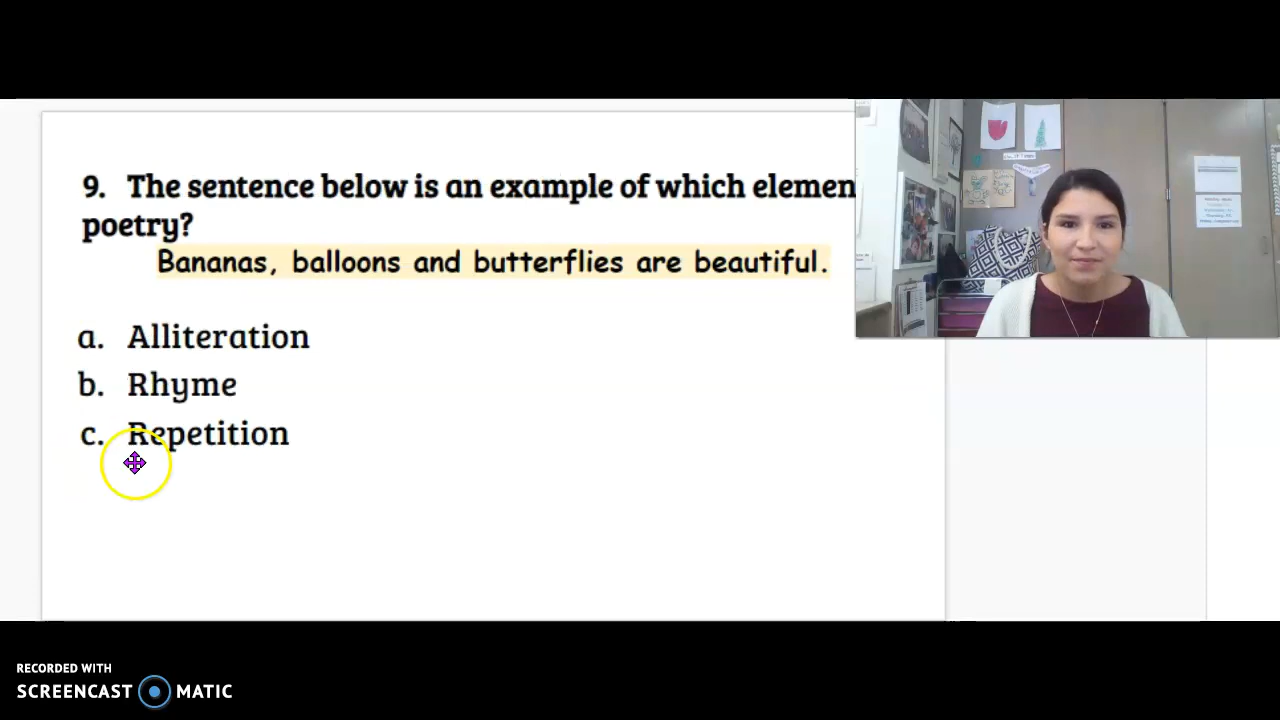 9. The sentence below is an example of which elemen
poetry?
Bananas, balloons and butterflies are beautiful.
a. Alliteration
b. Rhyme
c. Repetition
RECORDED WITH
SCREENCAST MATIC